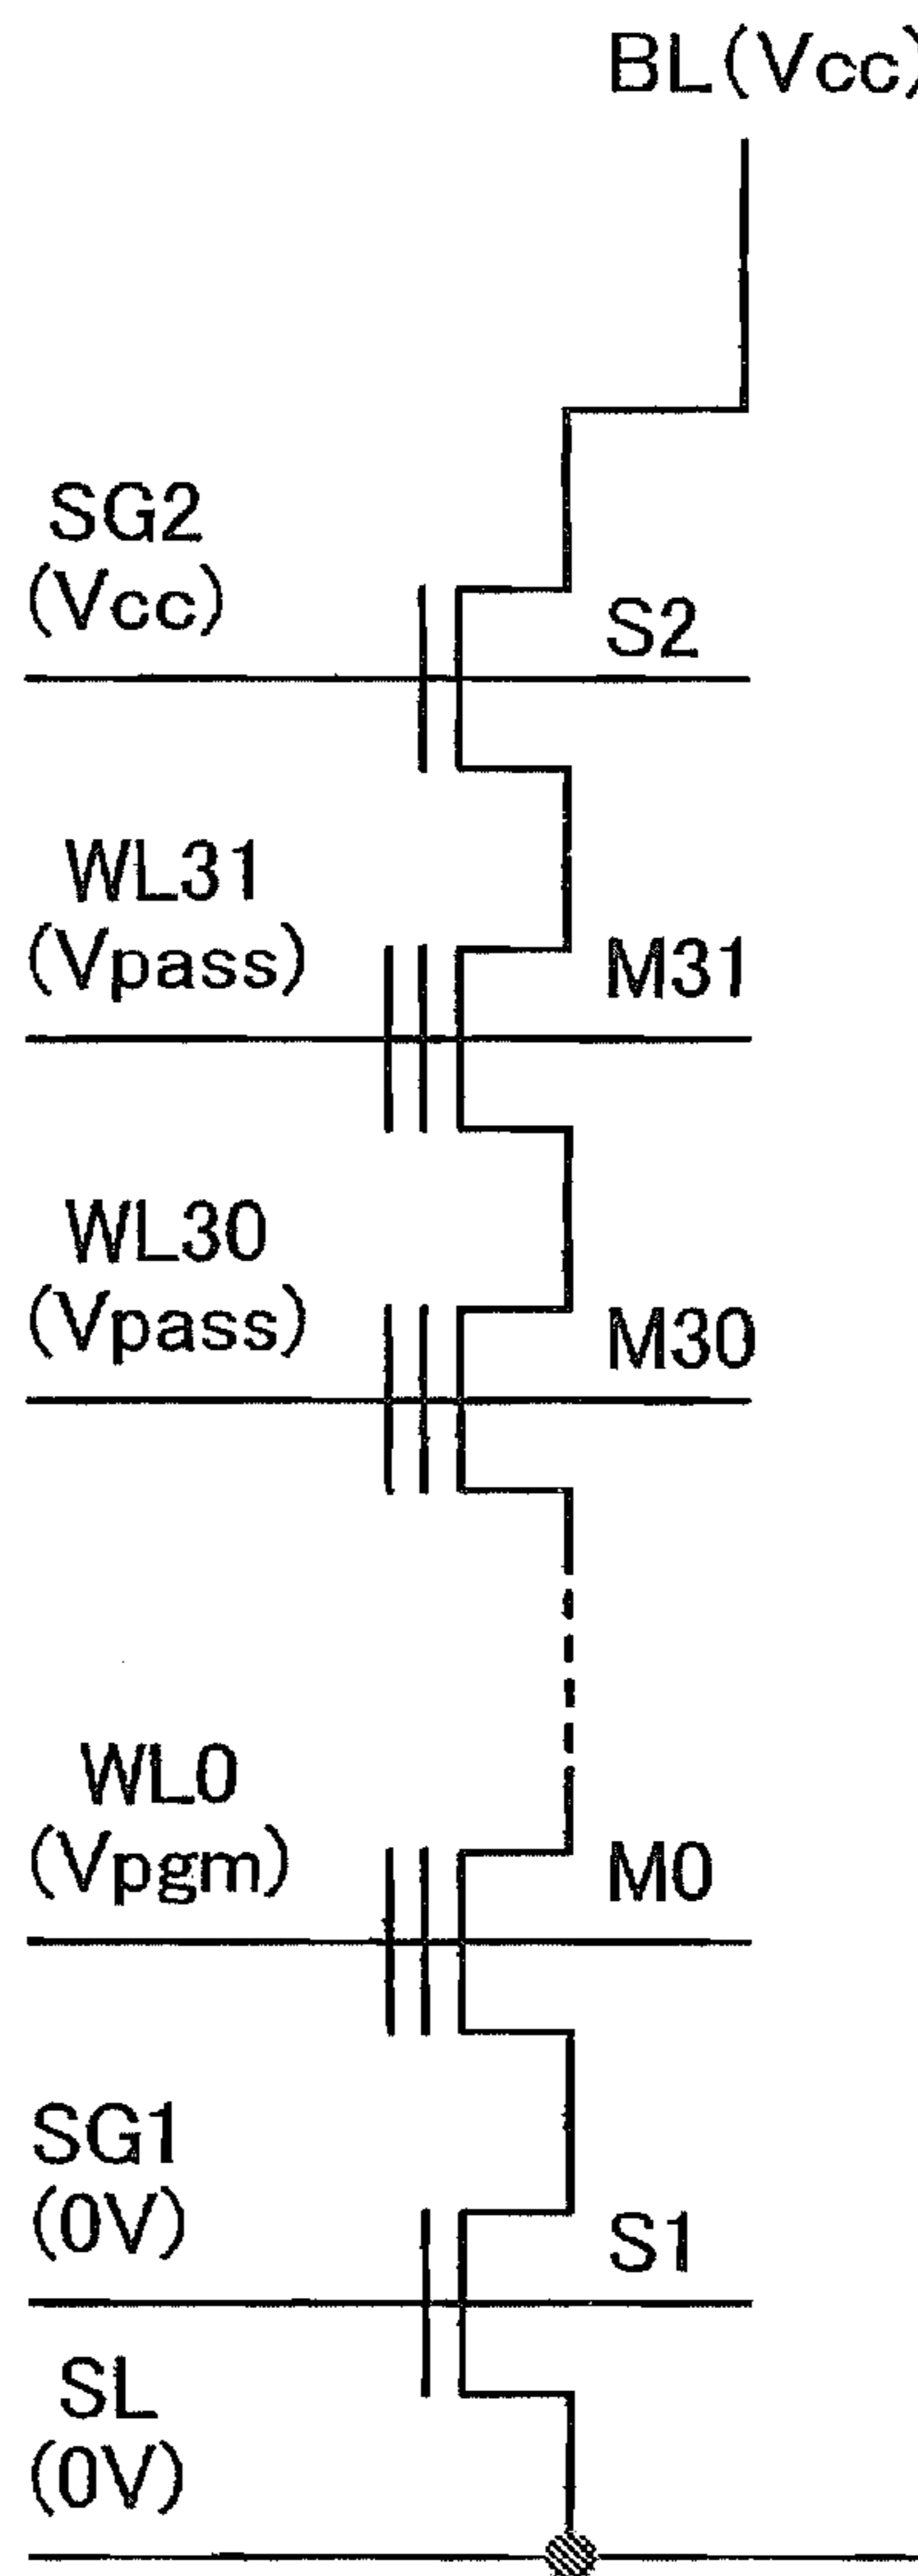 BL(Vcc)
SG2
(Vcc)
S2
WL31
(Vpass)
M31
WL30
(Vpass)
M30
WL0
(Vpgm)
M0
SG1
(0V)
S1
SL
(0V)